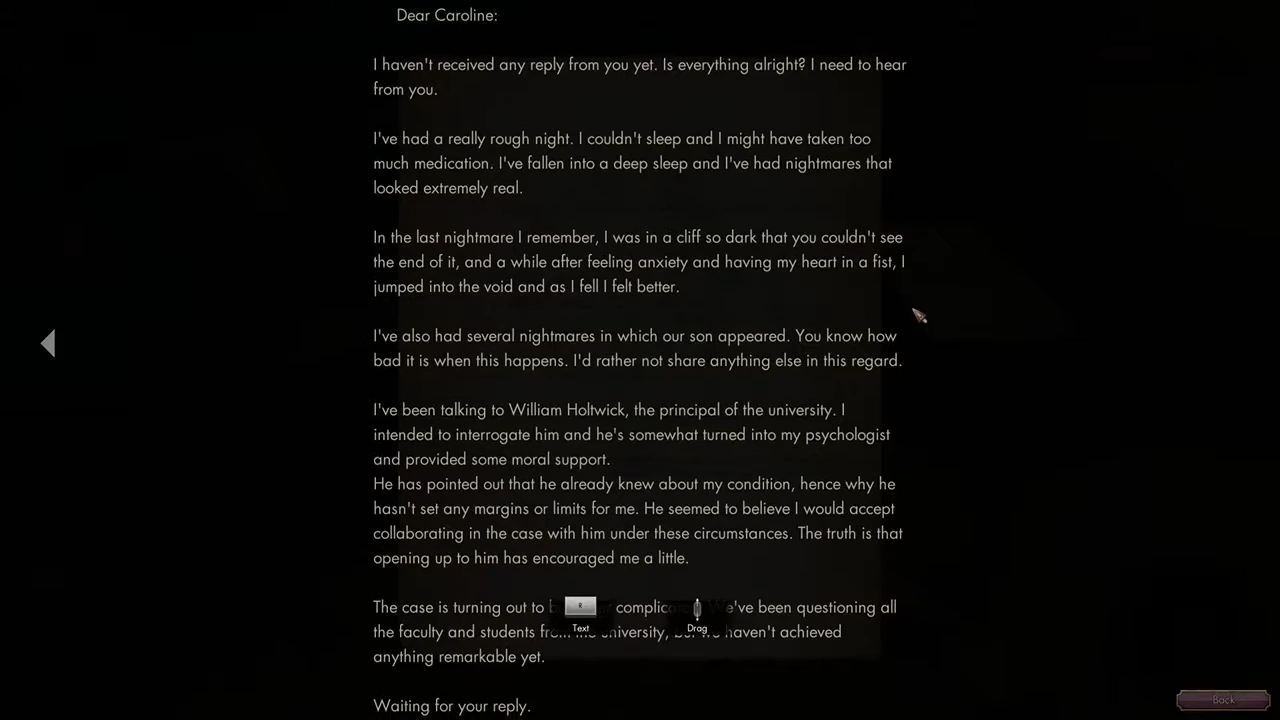 Dear Caroline:
I haven't received any reply from you yet. Is everything alright? I need to hear
from you.
I've had a really rough night. I couldn't sleep and I might have taken too
much medication. I've fallen into a deep sleep and I've had nightmares that
looked extremely real.
In the last nightmare I remember, I was in a cliff so dark that you couldn't see
the end of it, and a while after feeling anxiety and having my heart in a fist, I
jumped into the void and as I fell I felt better.
I've also had several nightmares in which our son appeared. You know how
bad it is when this happens. I'd rather not share anything else in this regard.
I've been talking to William Holtwick, the principal of the university. I
intended to interrogate him and he's somewhat turned into my psychologist
and provided some moral support.
He has pointed out that he already knew about my condition, hence why he
hasn't set any margins or limits for me. He seemed to believe I would accept
collaborating in the case with him under these circumstances. The truth is that
opening up to him has encouraged me a little.
The case is turning out to We've been questioning all
R
Text
Drag
the faculty and students from university, but haven't achieved
anything remarkable yet.
Waiting for your reply.
Back